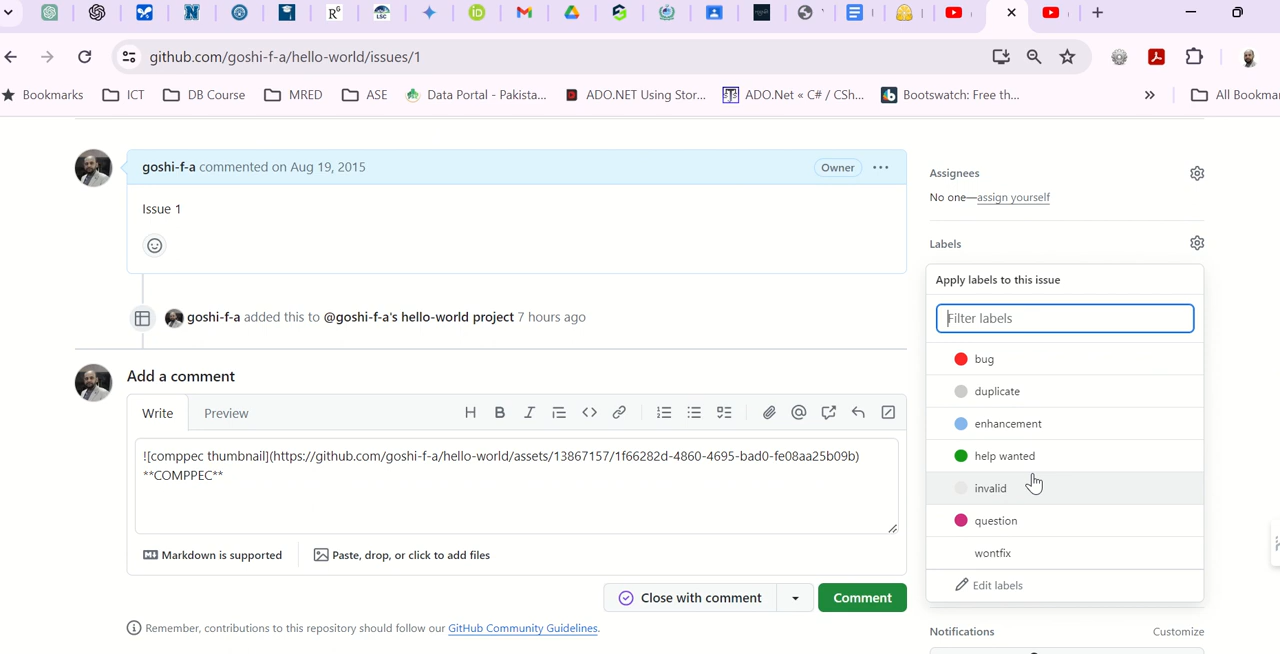 github.com/goshi-f-a/hello-world/issues/1
Bookmarks ICT DB Course MRED ASE Data Portal - Pakista... ADO.NET Using Stor... ADO.Net « C# / CSh... Bootswatch: Free th... » All Bookmar
goshi-f-a commented on Aug 19, 2015 Owner ...
Issue 1
goshi-f-a added this to @goshi-f-a's hello-world project 7 hours ago
Add a comment
Write Preview
![comppec thumbnail](https://github.com/goshi-f-a/hello-world/assets/13867157/1f66282d-4860-4695-bad0-fe08aa25b09b)
**COMPPEC**
Markdown is supported Paste, drop, or click to add files
Close with comment Comment
Remember, contributions to this repository should follow our GitHub Community Guidelines.
Assignees
No one—assign yourself
Labels
Apply labels to this issue
Filter labels
bug
duplicate
enhancement
help wanted
invalid
question
wontfix
Edit labels
Notifications Customize